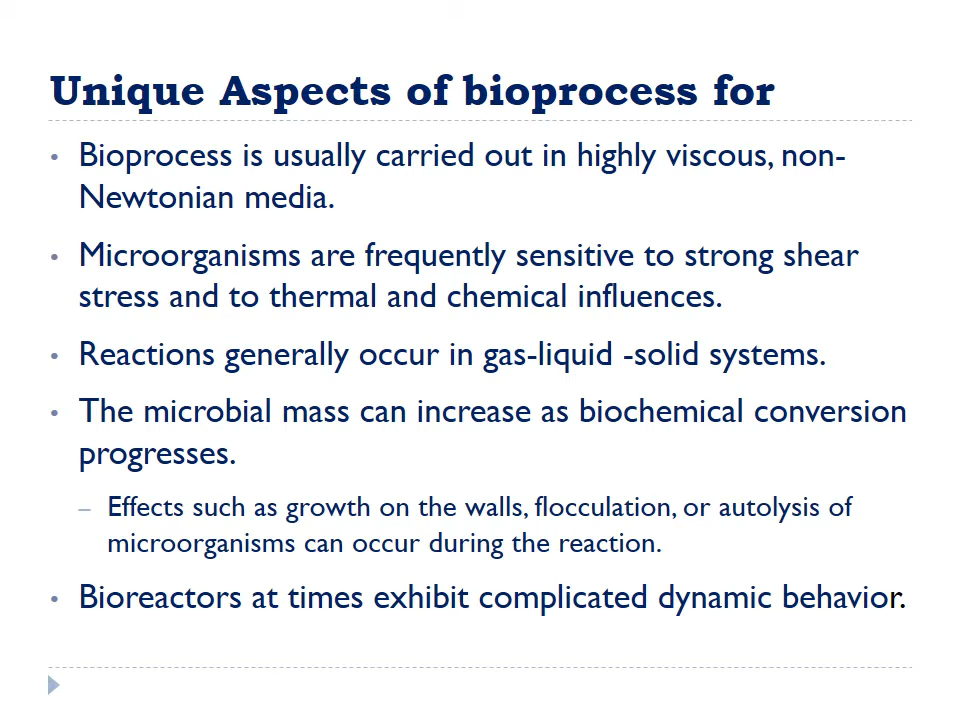 Unique Aspects of bioprocess for
• Bioprocess is usually carried out in highly viscous, non-
Newtonian media.
• Microorganisms are frequently sensitive to strong shear
stress and to thermal and chemical influences.
• Reactions generally occur in gas-liquid -solid systems.
• The microbial mass can increase as biochemical conversion
progresses.
– Effects such as growth on the walls, flocculation, or autolysis of
microorganisms can occur during the reaction.
• Bioreactors at times exhibit complicated dynamic behavior.